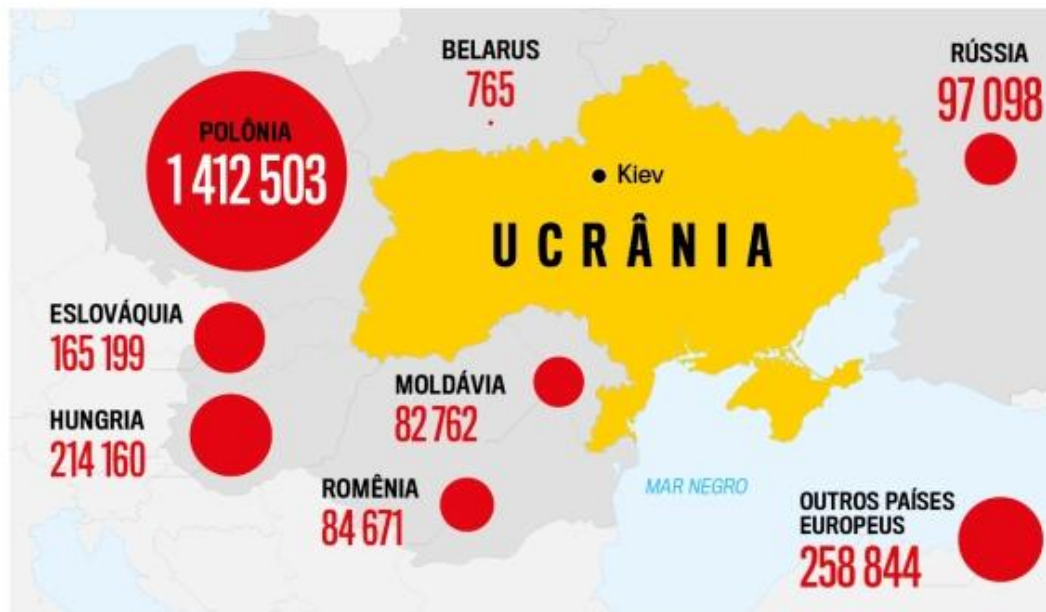 BELARUS
765
RÚSSIA
97 098
POLÔNIA
1 412 503
Kiev
UCRÂNIA
ESLOVÁQUIA
165 199
HUNGRIA
214 160
MOLDÁVIA
82 762
ROMÊNIA
84 671
MAR NEGRO
OUTROS PAÍSES
EUROPEUS
258 844